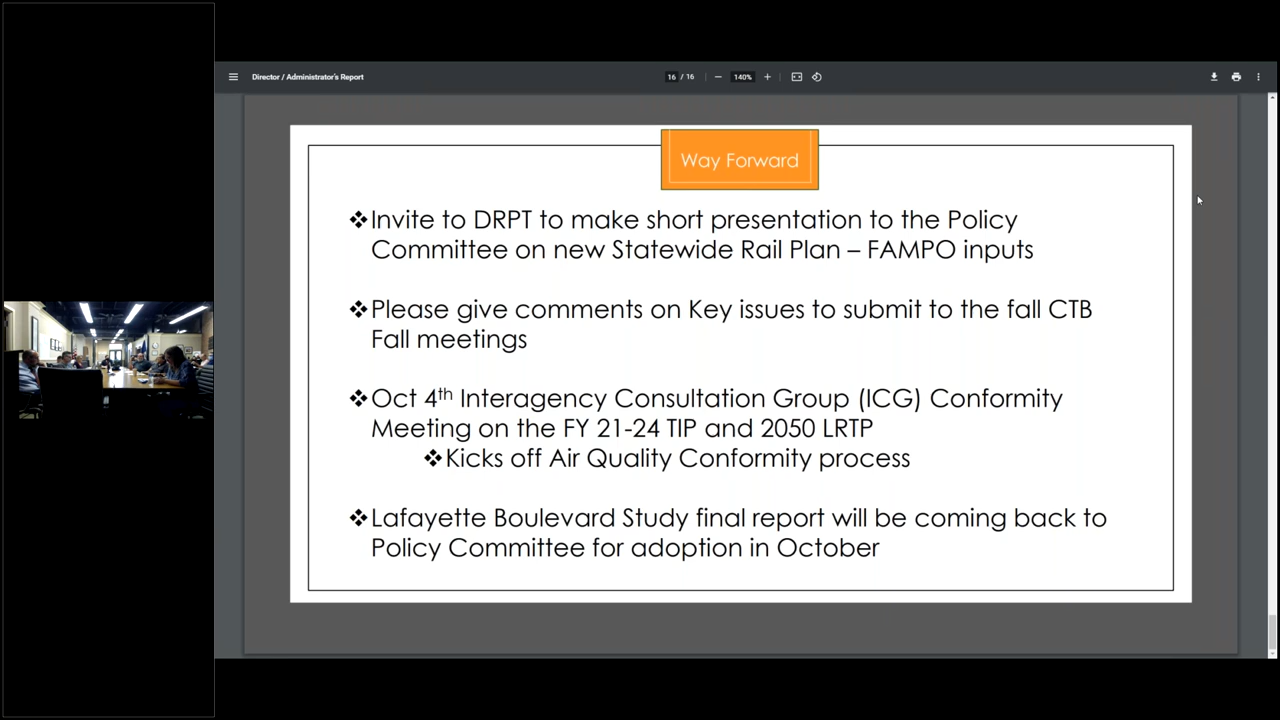 Director / Administrator's Report
16 / 16
140%
Way Forward
❖Invite to DRPT to make short presentation to the Policy
Committee on new Statewide Rail Plan – FAMPO inputs
❖Please give comments on Key issues to submit to the fall CTB
Fall meetings
❖Oct 4th Interagency Consultation Group (ICG) Conformity
Meeting on the FY 21-24 TIP and 2050 LRTP
❖Kicks off Air Quality Conformity process
❖Lafayette Boulevard Study final report will be coming back to
Policy Committee for adoption in October